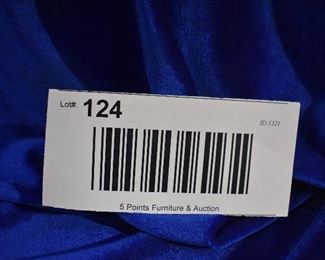 Lot#: 124
ID:1321
5 Points Furniture & Auction